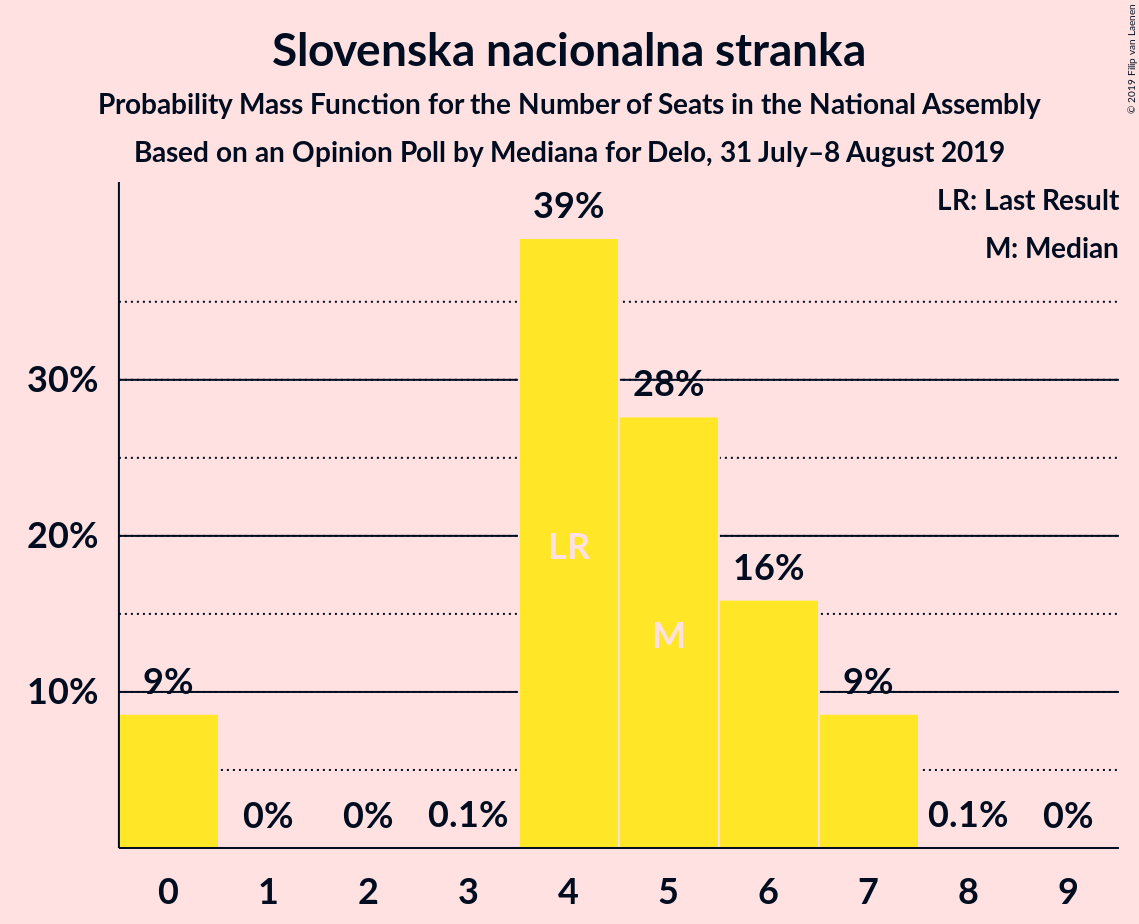 Slovenska nacionalna stranka
Probability Mass Function for the Number of Seats in the National Assembly
Based on an Opinion Poll by Mediana for Delo, 31 July–8 August 2019
© 2019 Filip van Laenen
LR: Last Result
M: Median
39%
30%
28%
20%
LR
16%
M
10%
9%
9%
0%
0%
0.1%
0.1%
0%
0 1 2 3 4 5 6 7 8 9